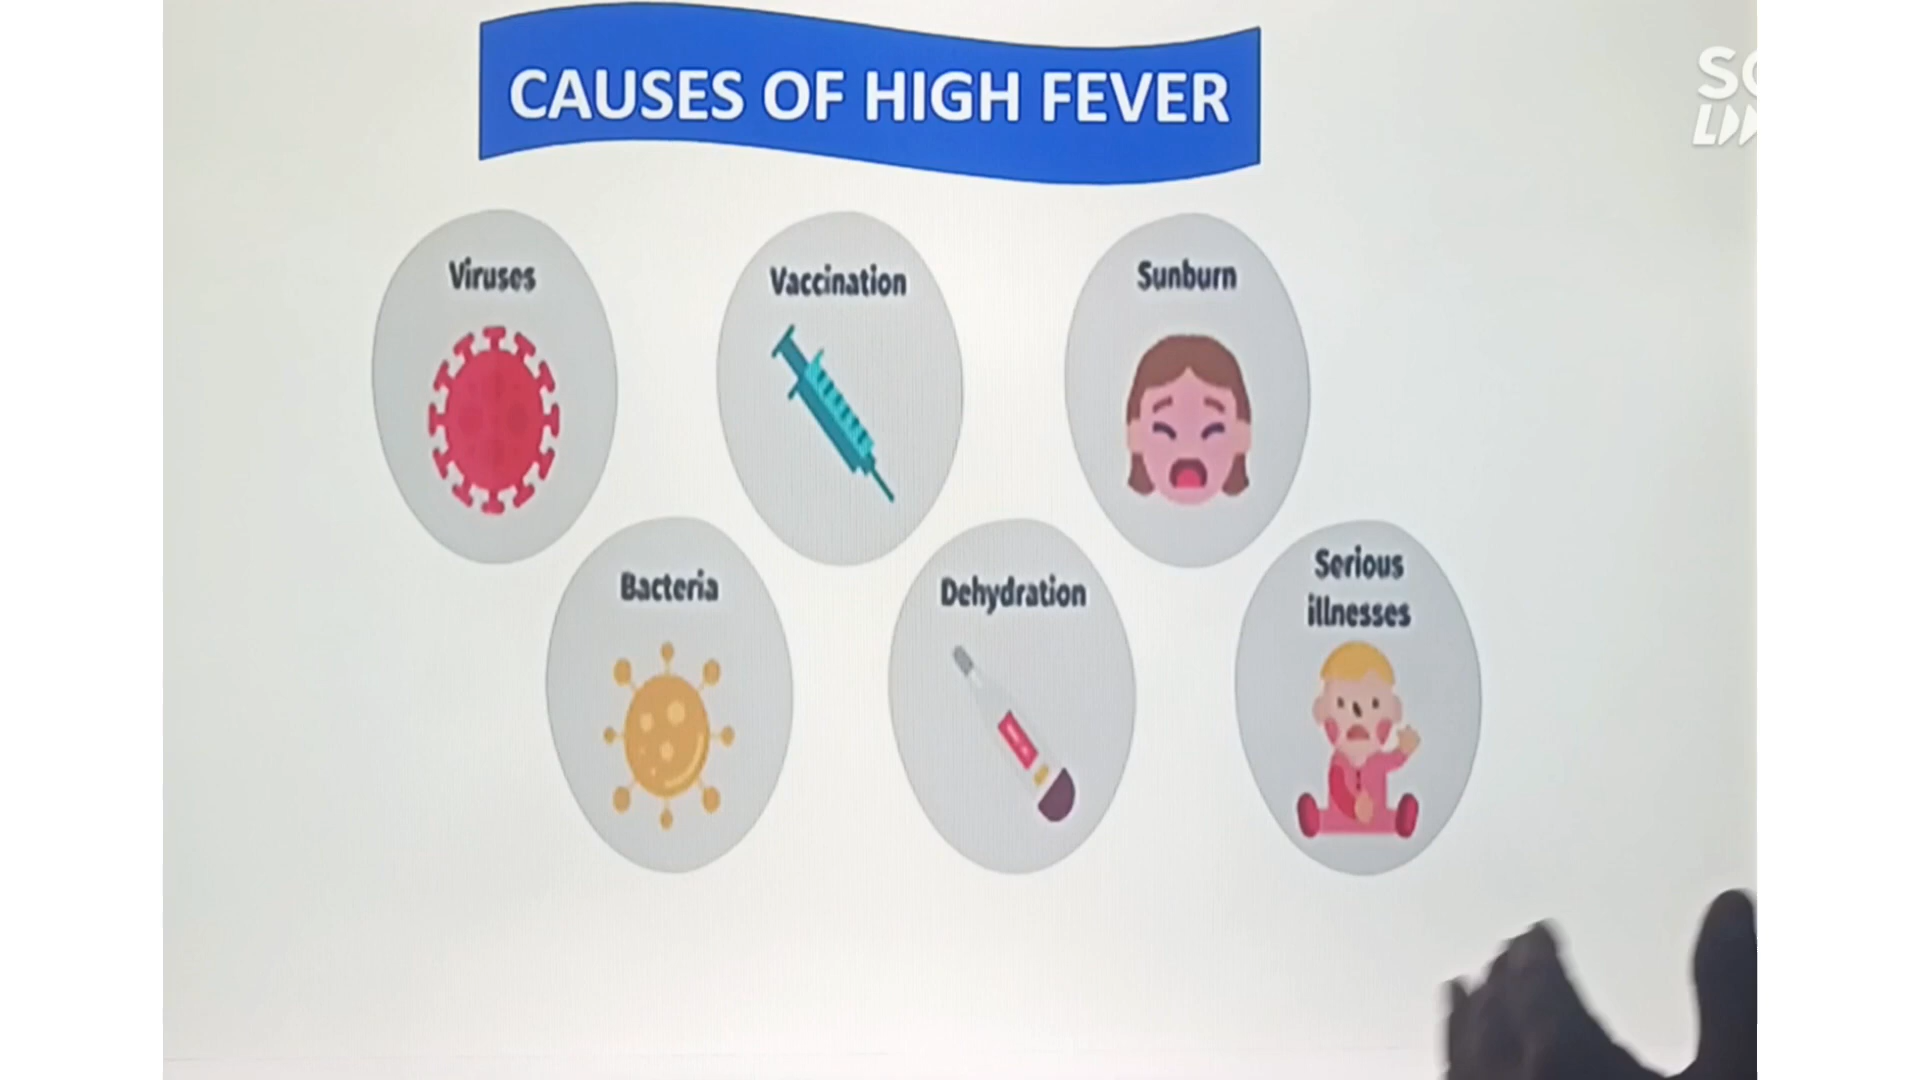 CAUSES OF HIGH FEVER
Viruses
Vaccination
Sunburn
Bacteria
Dehydration
Serious
illnesses